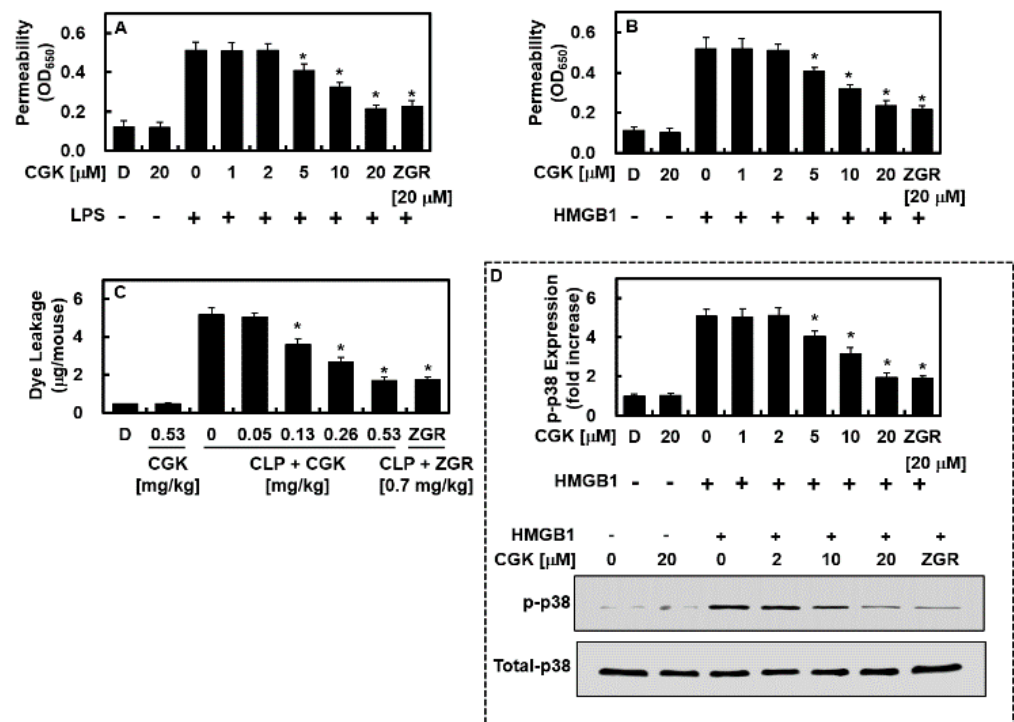 A
Permeability
(OD650)
0.6
0.4
0.2
0.0
*
*
*
*
CGK [μM] D 20 0 1 2 5 10 20 ZGR
[20 μM]
LPS - - + + + + + + +
B
Permeability
(OD650)
0.6
0.4
0.2
0.0
*
*
*
*
CGK [μM] D 20 0 1 2 5 10 20 ZGR
[20 μM]
HMGB1 - - + + + + + + +
C
Dye Leakage
(μg/mouse)
6
4
2
0
*
*
*
*
D 0.53 0 0.05 0.13 0.26 0.53 ZGR
CGK CLP + CGK CLP + ZGR
[mg/kg] [mg/kg] [0.7 mg/kg]
D
p-p38 Expression
(fold increase)
6
4
2
0
*
*
*
*
CGK [μM] D 20 0 1 2 5 10 20 ZGR
[20 μM]
HMGB1 - - + + + + + + +
HMGB1 - - + + + + +
CGK [μM] 0 20 0 2 10 20 ZGR
p-p38
Total-p38